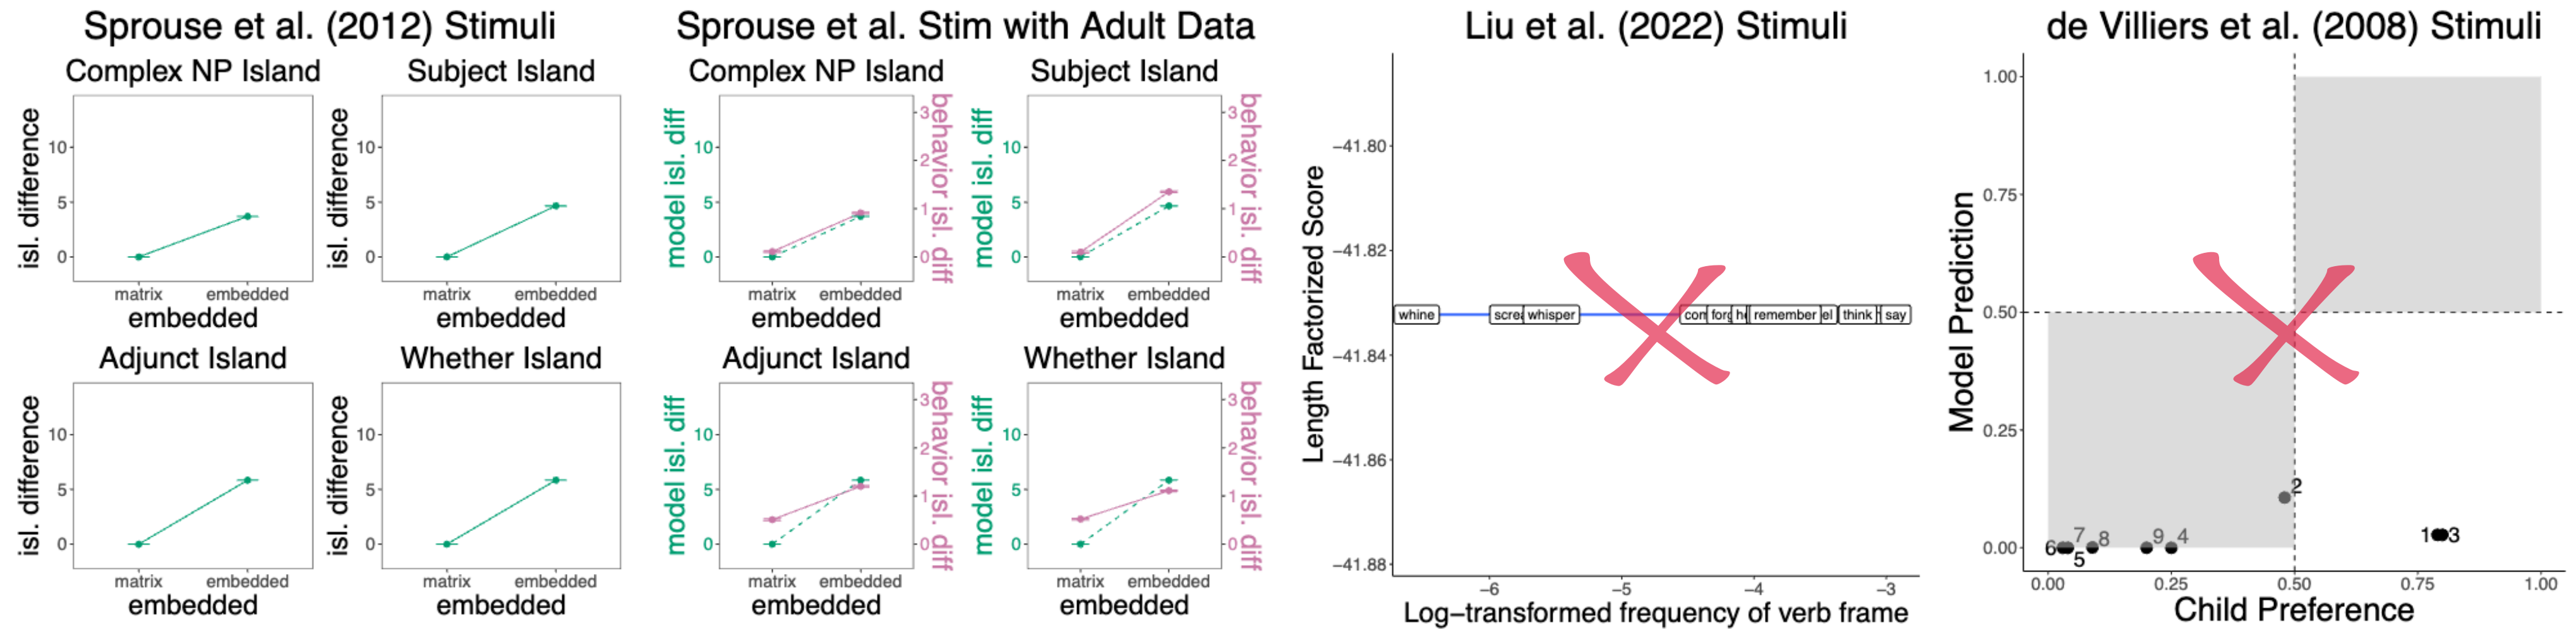 Sprouse et al. (2012) Stimuli
Complex NP Island
Subject Island
isl. difference
10
5
0
matrix
embedded
embedded
isl. difference
10
5
0
matrix
embedded
embedded
Adjunct Island
Whether Island
isl. difference
10
5
0
matrix
embedded
embedded
isl. difference
10
5
0
matrix
embedded
embedded
Sprouse et al. Stim with Adult Data
Complex NP Island
Subject Island
model isl. diff
10
5
0
behavior isl. diff
3
2
1
0
matrix
embedded
embedded
model isl. diff
10
5
0
behavior isl. diff
3
2
1
0
matrix
embedded
embedded
Adjunct Island
Whether Island
model isl. diff
10
5
0
behavior isl. diff
3
2
1
0
matrix
embedded
embedded
model isl. diff
10
5
0
behavior isl. diff
3
2
1
0
matrix
embedded
embedded
Liu et al. (2022) Stimuli
Length Factorized Score
−41.80
−41.82
−41.84
−41.86
−41.88
whine
whisper
remember
think
say
−6
−5
−4
−3
Log−transformed frequency of verb frame
de Villiers et al. (2008) Stimuli
Model Prediction
1.00
0.75
0.50
0.25
0.00
2
1
3
7
8
9
4
6
5
0.00
0.25
0.50
0.75
1.00
Child Preference